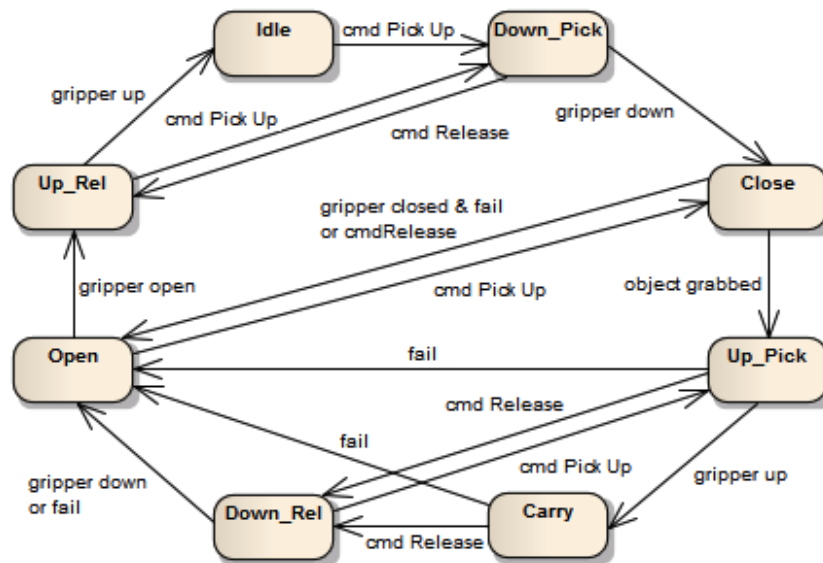 Idle
cmd Pick Up
Down_Pick
gripper up
cmd Pick Up
cmd Release
gripper down
Up_Rel
Close
gripper closed & fail
or cmdRelease
gripper open
cmd Pick Up
object grabbed
Open
fail
Up_Pick
cmd Release
fail
cmd Pick Up
gripper up
gripper down
or fail
Down_Rel
Carry
cmd Release